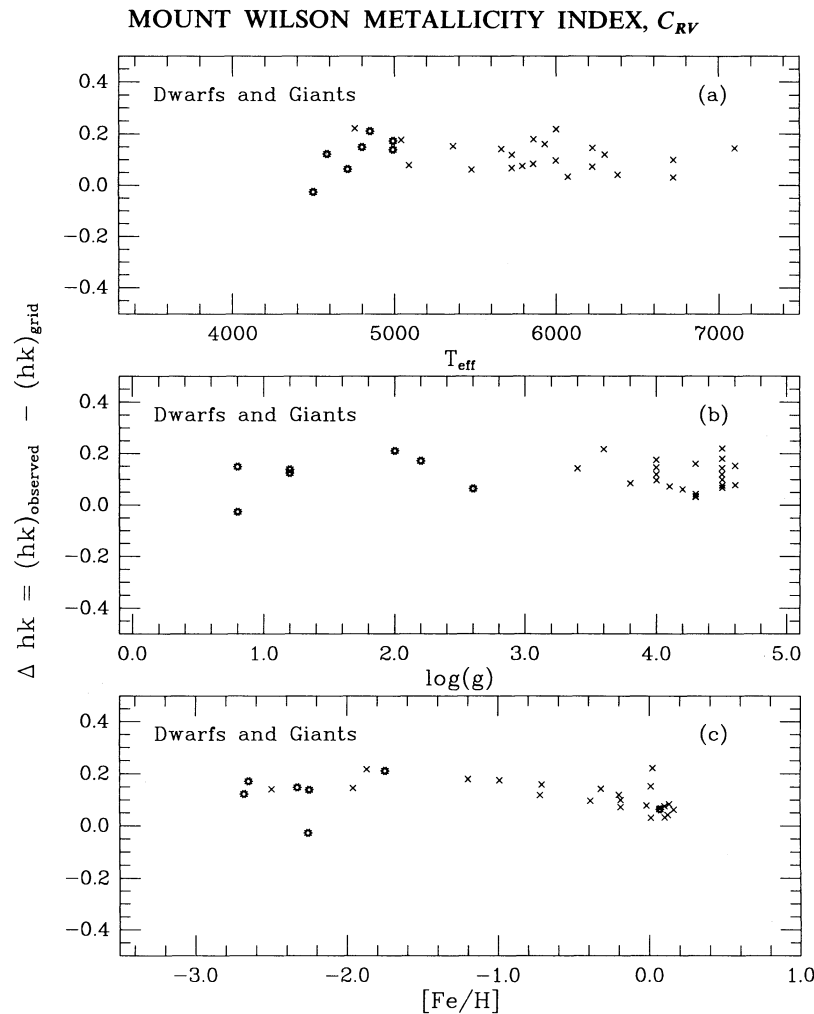 MOUNT WILSON METALLICITY INDEX, C_RV
Δ hk = (hk)observed − (hk)grid
0.4
Dwarfs and Giants (a)
0.2
0.0
−0.2
−0.4
4000 5000 6000 7000
Teff
0.4
Dwarfs and Giants (b)
0.2
0.0
−0.2
−0.4
0.0 1.0 2.0 3.0 4.0 5.0
log(g)
0.4
Dwarfs and Giants (c)
0.2
0.0
−0.2
−0.4
−3.0 −2.0 −1.0 0.0 1.0
[Fe/H]